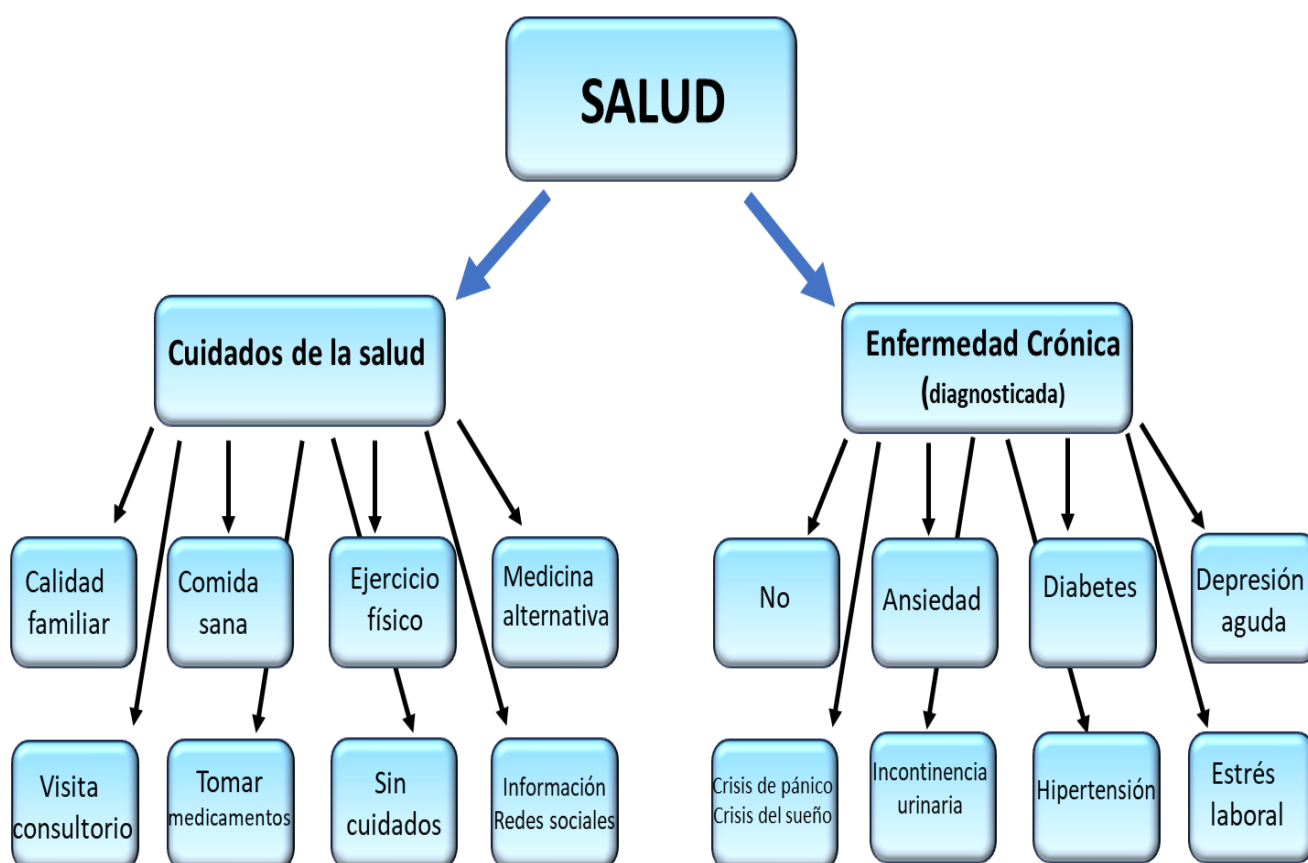 SALUD
Cuidados de la salud
Enfermedad Crónica
(diagnosticada)
Calidad
familiar
Comida
sana
Ejercicio
físico
Medicina
alternativa
No
Ansiedad
Diabetes
Depresión
aguda
Visita
consultorio
Tomar
medicamentos
Sin
cuidados
Información
Redes sociales
Crisis de pánico
Crisis del sueño
Incontinencia
urinaria
Hipertensión
Estrés
laboral